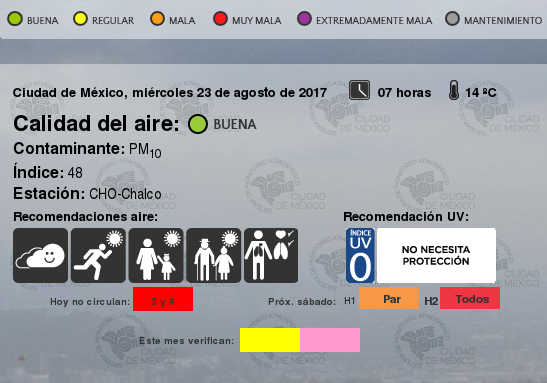 BUENA REGULAR MALA MUY MALA EXTREMADAMENTE MALA MANTENIMIENTO
Ciudad de México, miércoles 23 de agosto de 2017 07 horas 14 ºC
Calidad del aire: BUENA
Contaminante: PM10
Índice: 48
Estación: CHO-Chalco
Recomendaciones aire: Recomendación UV:
ÍNDICE
UV
0
NO NECESITA
PROTECCIÓN
Hoy no circulan: 3 y 4 Próx. sábado: H1 Par H2 Todos
Este mes verifican:
CIUDAD
DE MÉXICO